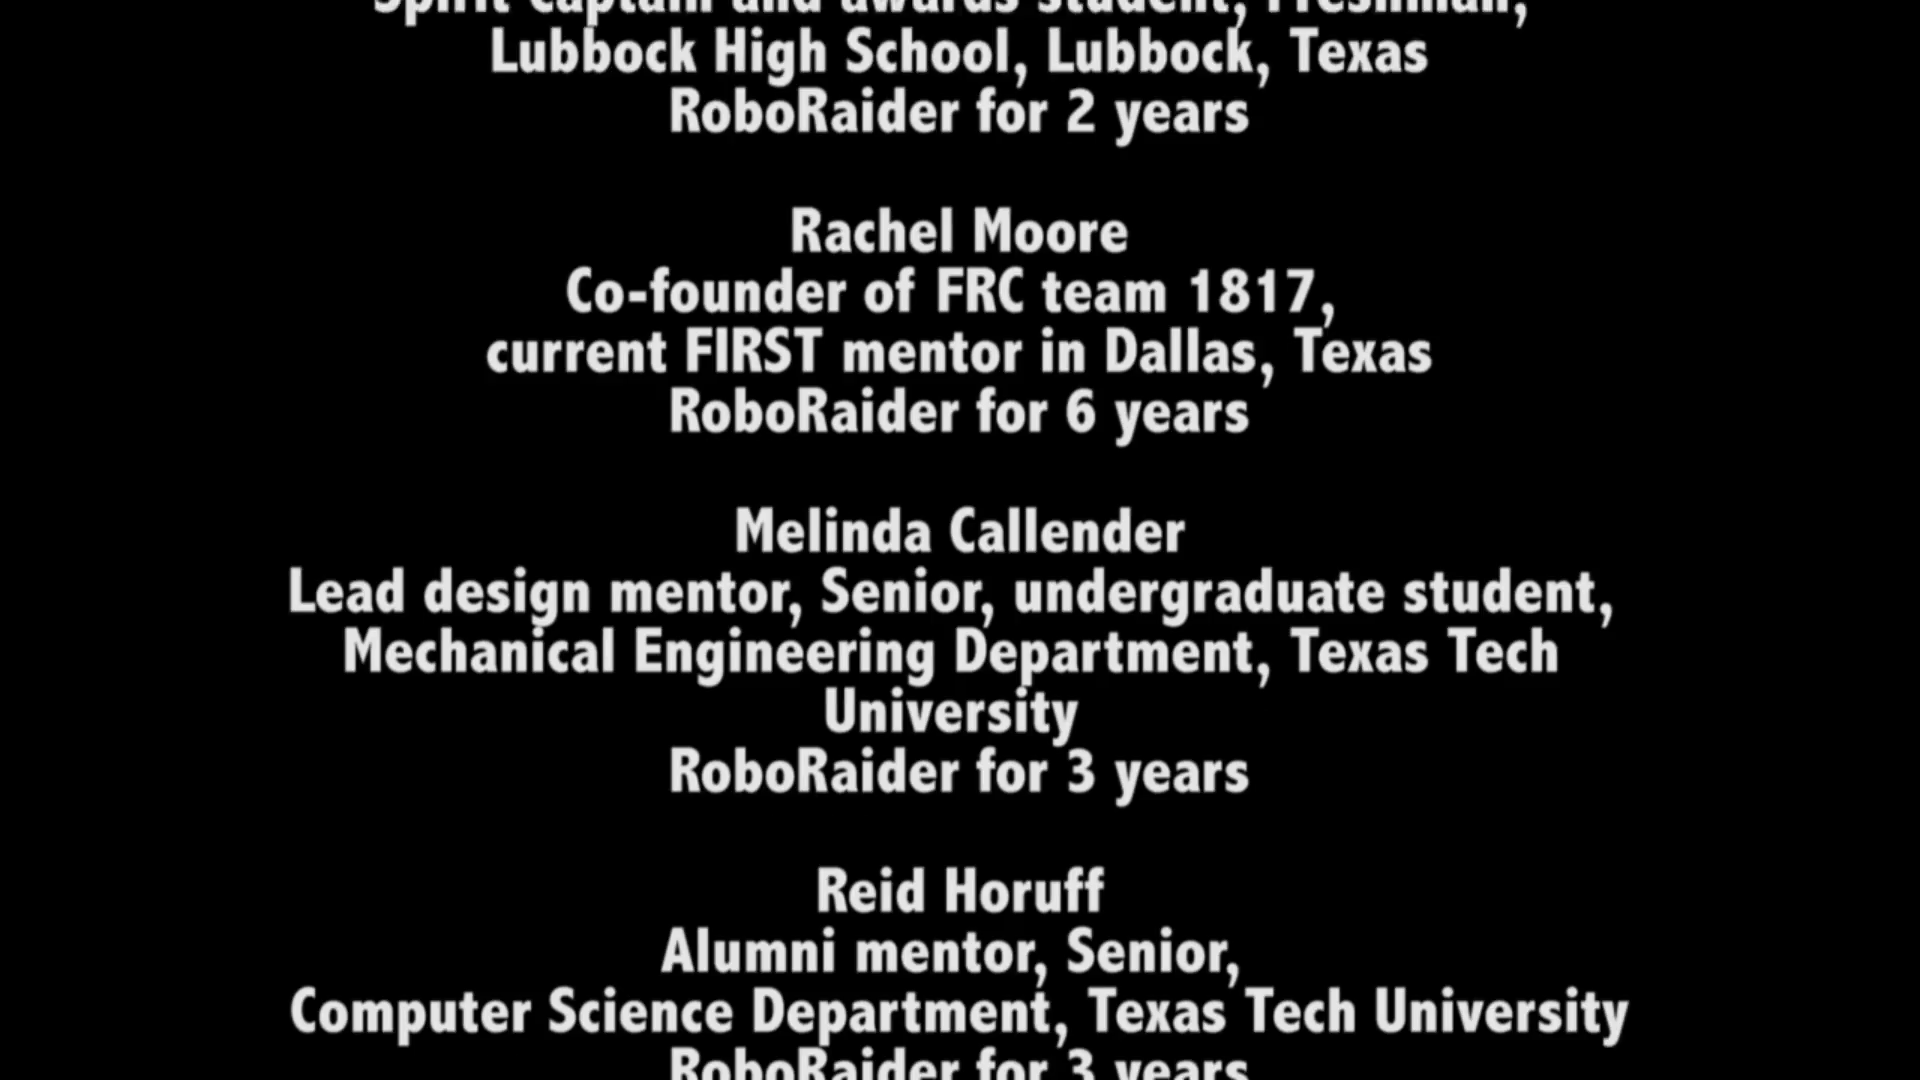 Spirit Captain and awards student, Freshman,
Lubbock High School, Lubbock, Texas
RoboRaider for 2 years
Rachel Moore
Co-founder of FRC team 1817,
current FIRST mentor in Dallas, Texas
RoboRaider for 6 years
Melinda Callender
Lead design mentor, Senior, undergraduate student,
Mechanical Engineering Department, Texas Tech
University
RoboRaider for 3 years
Reid Horuff
Alumni mentor, Senior,
Computer Science Department, Texas Tech University
RoboRaider for 3 years